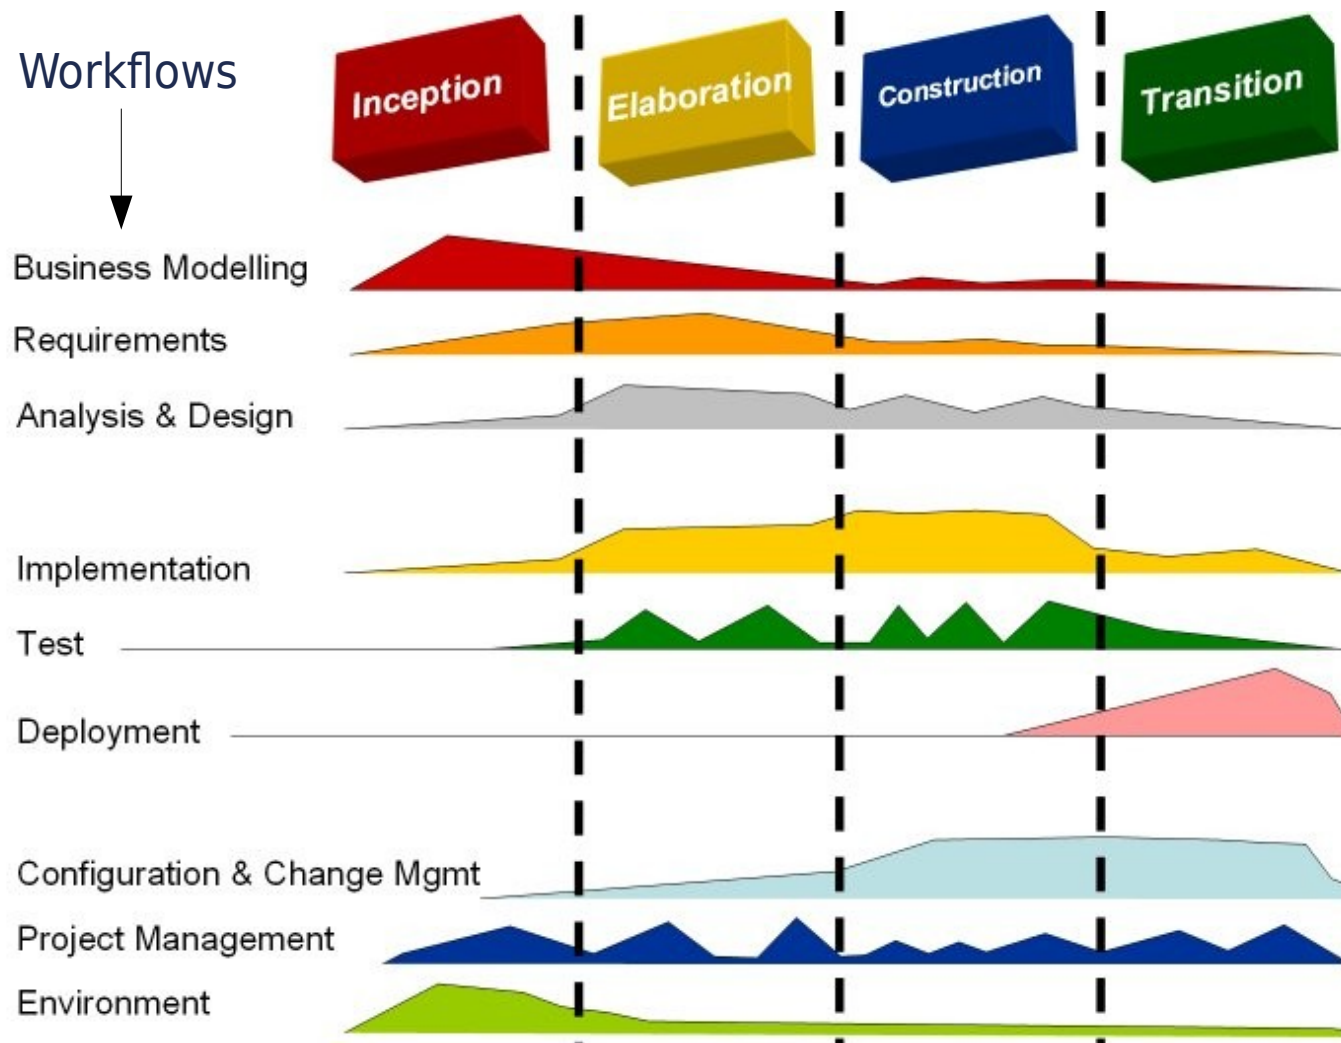 Workflows
Inception
Elaboration
Construction
Transition
Business Modelling
Requirements
Analysis & Design
Implementation
Test
Deployment
Configuration & Change Mgmt
Project Management
Environment